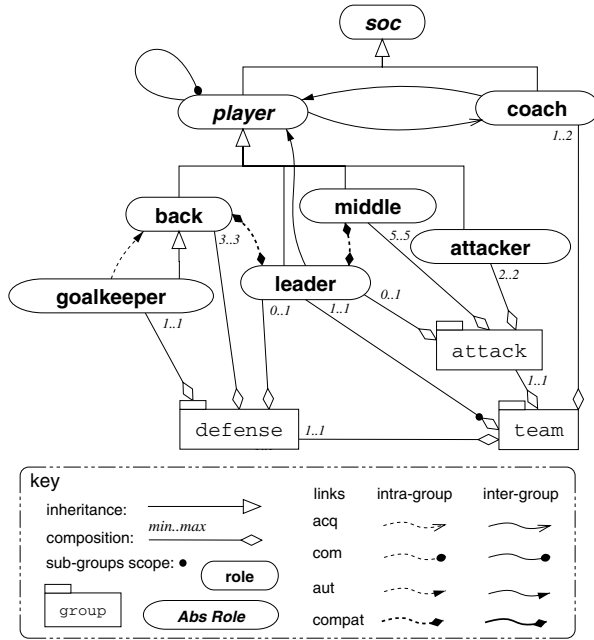 soc
player
coach
1..2
back
3..3
middle
5..5
attacker
2..2
goalkeeper
1..1
leader
0..1
1..1
0..1
attack
1..1
defense
1..1
team
key
inheritance:
composition:
min..max
sub-groups scope:
group
role
Abs Role
links intra-group inter-group
acq
com
aut
compat